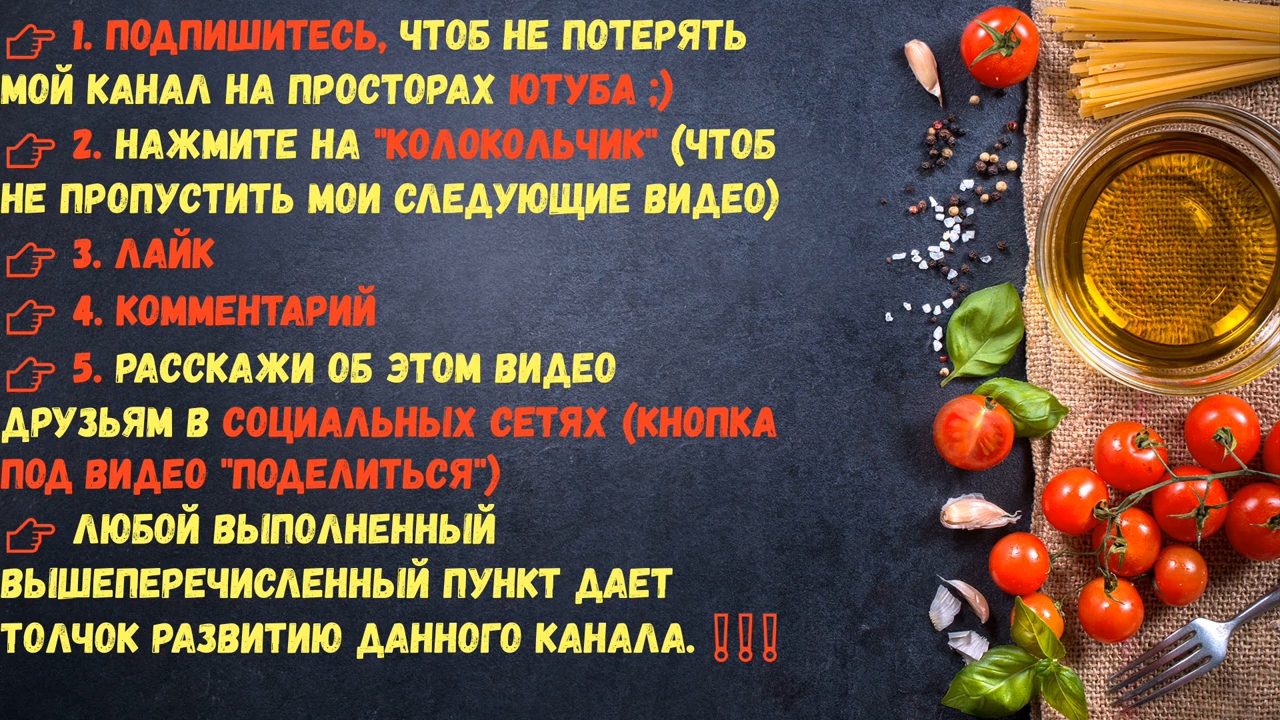 👉 1. ПОДПИШИТЕСЬ, ЧТОБ НЕ ПОТЕРЯТЬ
МОЙ КАНАЛ НА ПРОСТОРАХ ЮТУБА ;)
👉 2. НАЖМИТЕ НА "КОЛОКОЛЬЧИК" (ЧТОБ
НЕ ПРОПУСТИТЬ МОИ СЛЕДУЮЩИЕ ВИДЕО)
👉 3. ЛАЙК
👉 4. КОММЕНТАРИЙ
👉 5. РАССКАЖИ ОБ ЭТОМ ВИДЕО
ДРУЗЬЯМ В СОЦИАЛЬНЫХ СЕТЯХ (КНОПКА
ПОД ВИДЕО "ПОДЕЛИТЬСЯ")
👉 ЛЮБОЙ ВЫПОЛНЕННЫЙ
ВЫШЕПЕРЕЧИСЛЕННЫЙ ПУНКТ ДАЕТ
ТОЛЧОК РАЗВИТИЮ ДАННОГО КАНАЛА. !!!